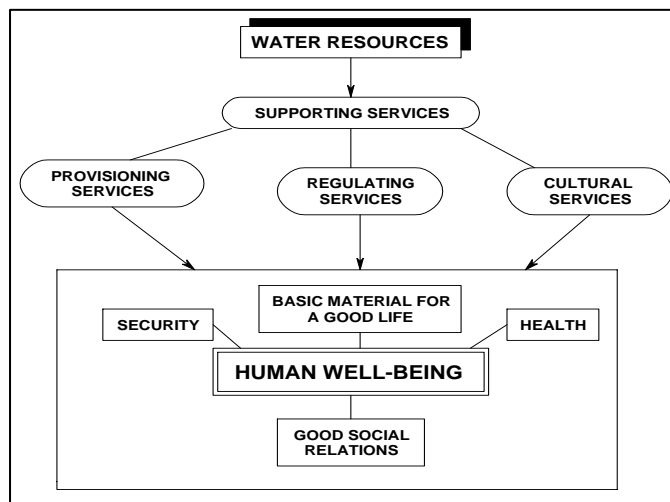 WATER RESOURCES
SUPPORTING SERVICES
PROVISIONING
SERVICES
REGULATING
SERVICES
CULTURAL
SERVICES
BASIC MATERIAL FOR
A GOOD LIFE
SECURITY
HEALTH
HUMAN WELL-BEING
GOOD SOCIAL
RELATIONS